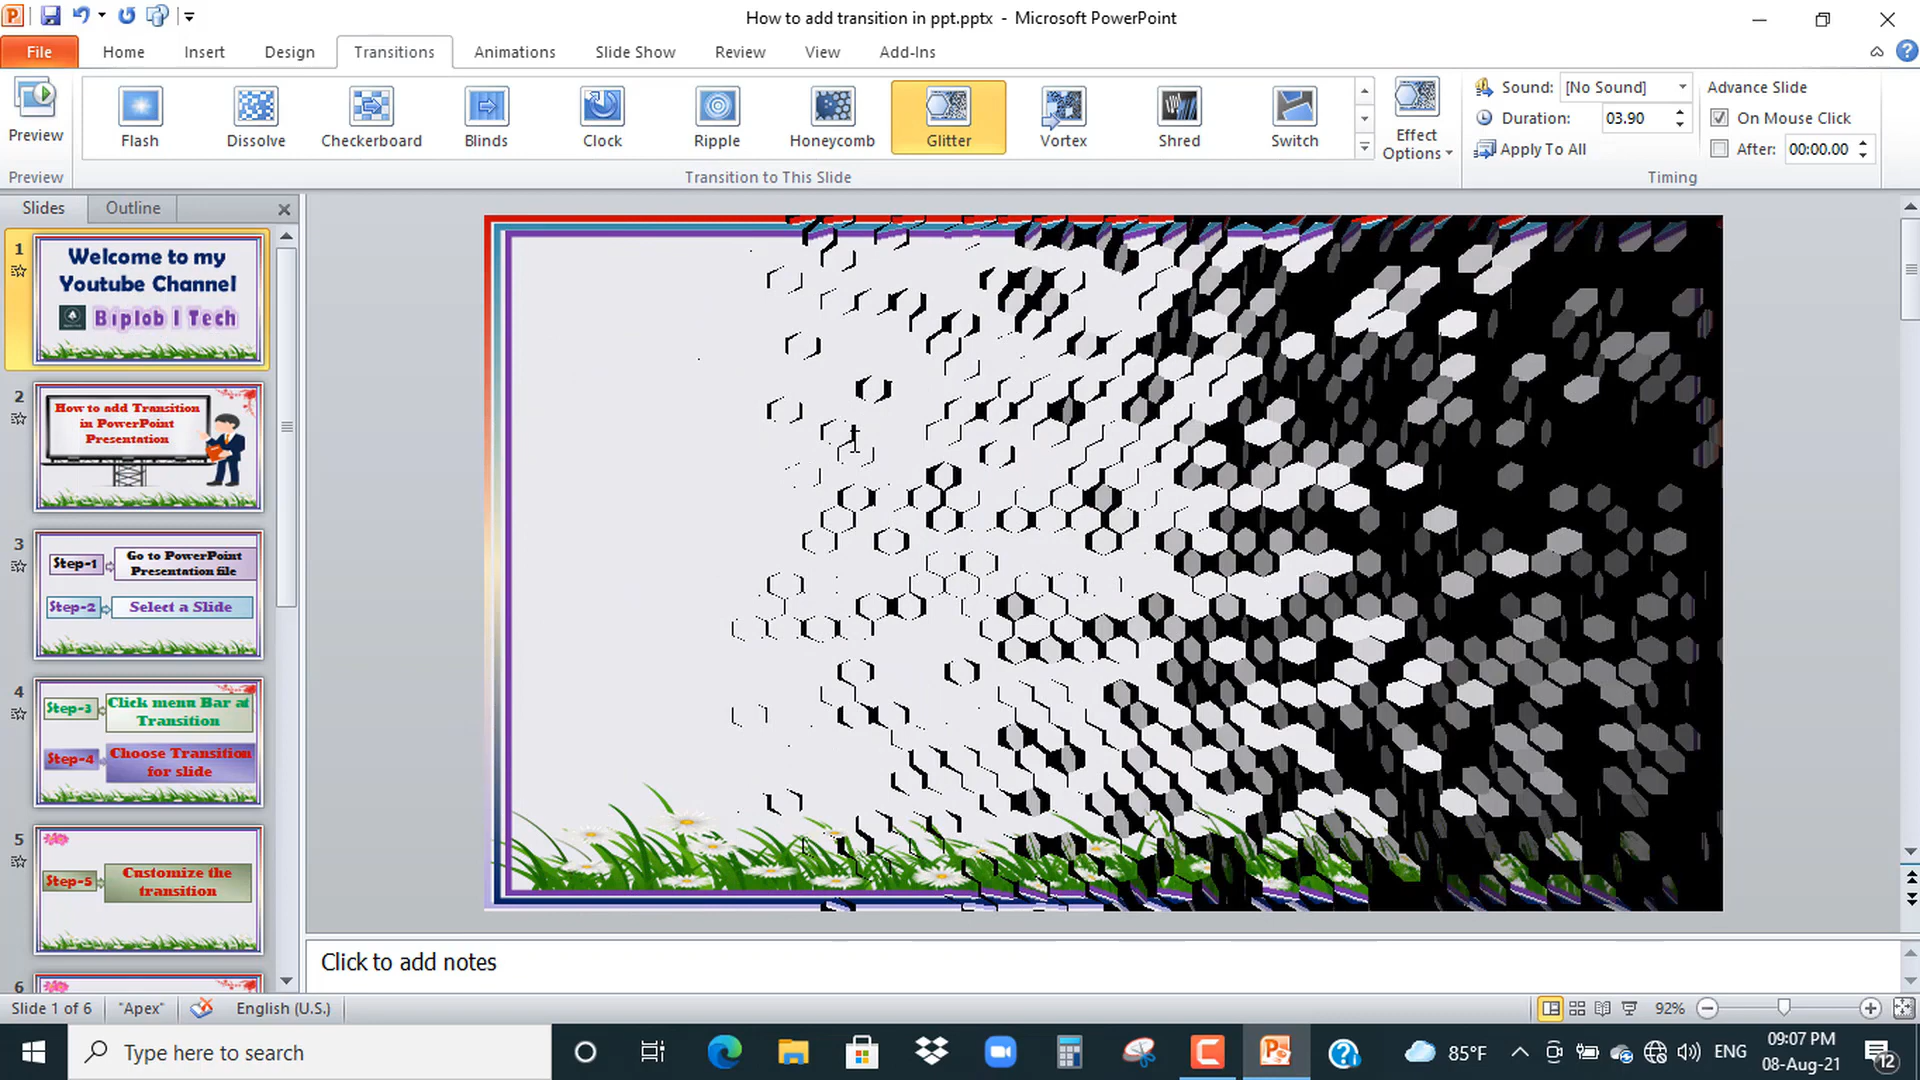 How to add transition in ppt.pptx - Microsoft PowerPoint
File Home Insert Design Transitions Animations Slide Show Review View Add-Ins
Preview
Flash Dissolve Checkerboard Blinds Clock Ripple Honeycomb Glitter Vortex Shred Switch
Effect
Options
Sound: [No Sound]
Duration: 03.90
Apply To All
Advance Slide
On Mouse Click
After: 00:00.00
Preview Transition to This Slide Timing
Slides Outline
1
Welcome to my
Youtube Channel
Biplob I Tech
2
How to add Transition
in PowerPoint
Presentation
3
Step-1 Go to PowerPoint
Presentation file
Step-2 Select a Slide
4
Step-3 Click menu Bar at
Transition
Step-4 Choose Transition
for slide
5
Step-5 Customize the
transition
6
Click to add notes
Slide 1 of 6 "Apex" English (U.S.) 92%
Type here to search
85°F ENG
09:07 PM
08-Aug-21
12